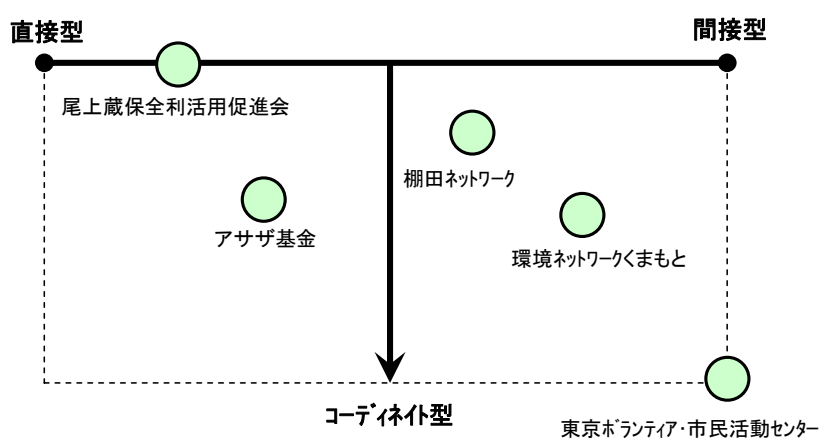 直接型
間接型
尾上蔵保全利活用促進会
棚田ネットワーク
アサザ基金
環境ネットワークくまもと
コーディネイト型
東京ボランティア・市民活動センター